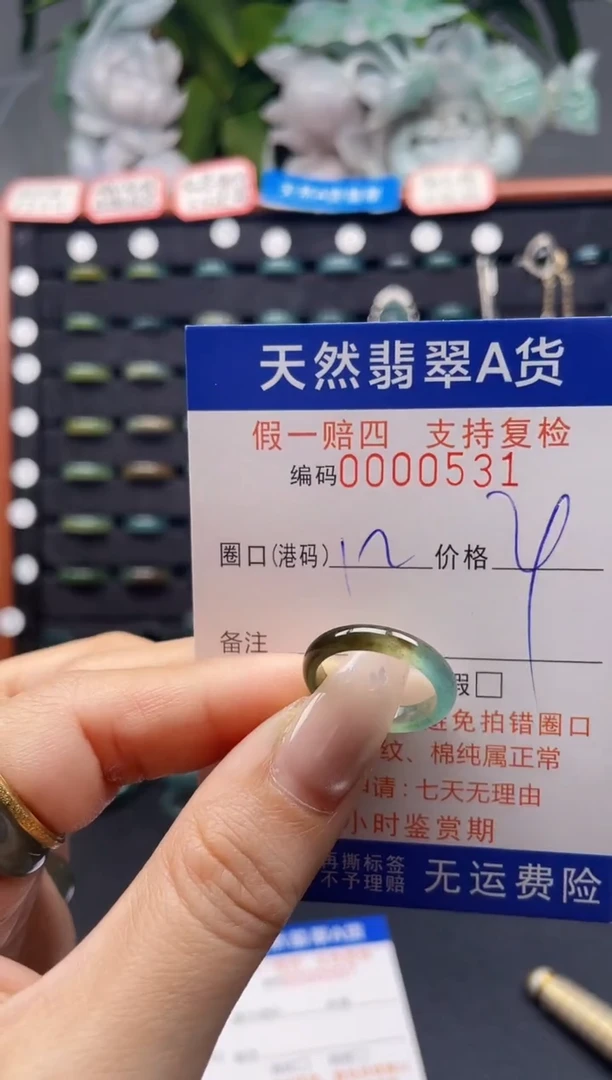 天然翡翠A货
假一赔四 支持复检
编码0000531
圈口(港码) 12 价格
备注
假□
避免拍错圈口
纹、棉纯属正常
申请:七天无理由
小时鉴赏期
再撕标签
不予理赔
无运费险